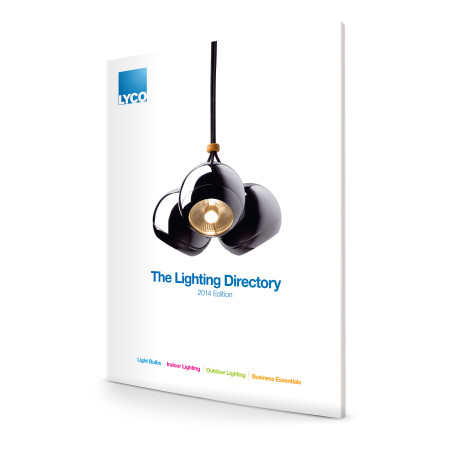 LYCO
The Lighting Directory
2014 Edition
Light Bulbs | Indoor Lighting | Outdoor Lighting | Business Essentials